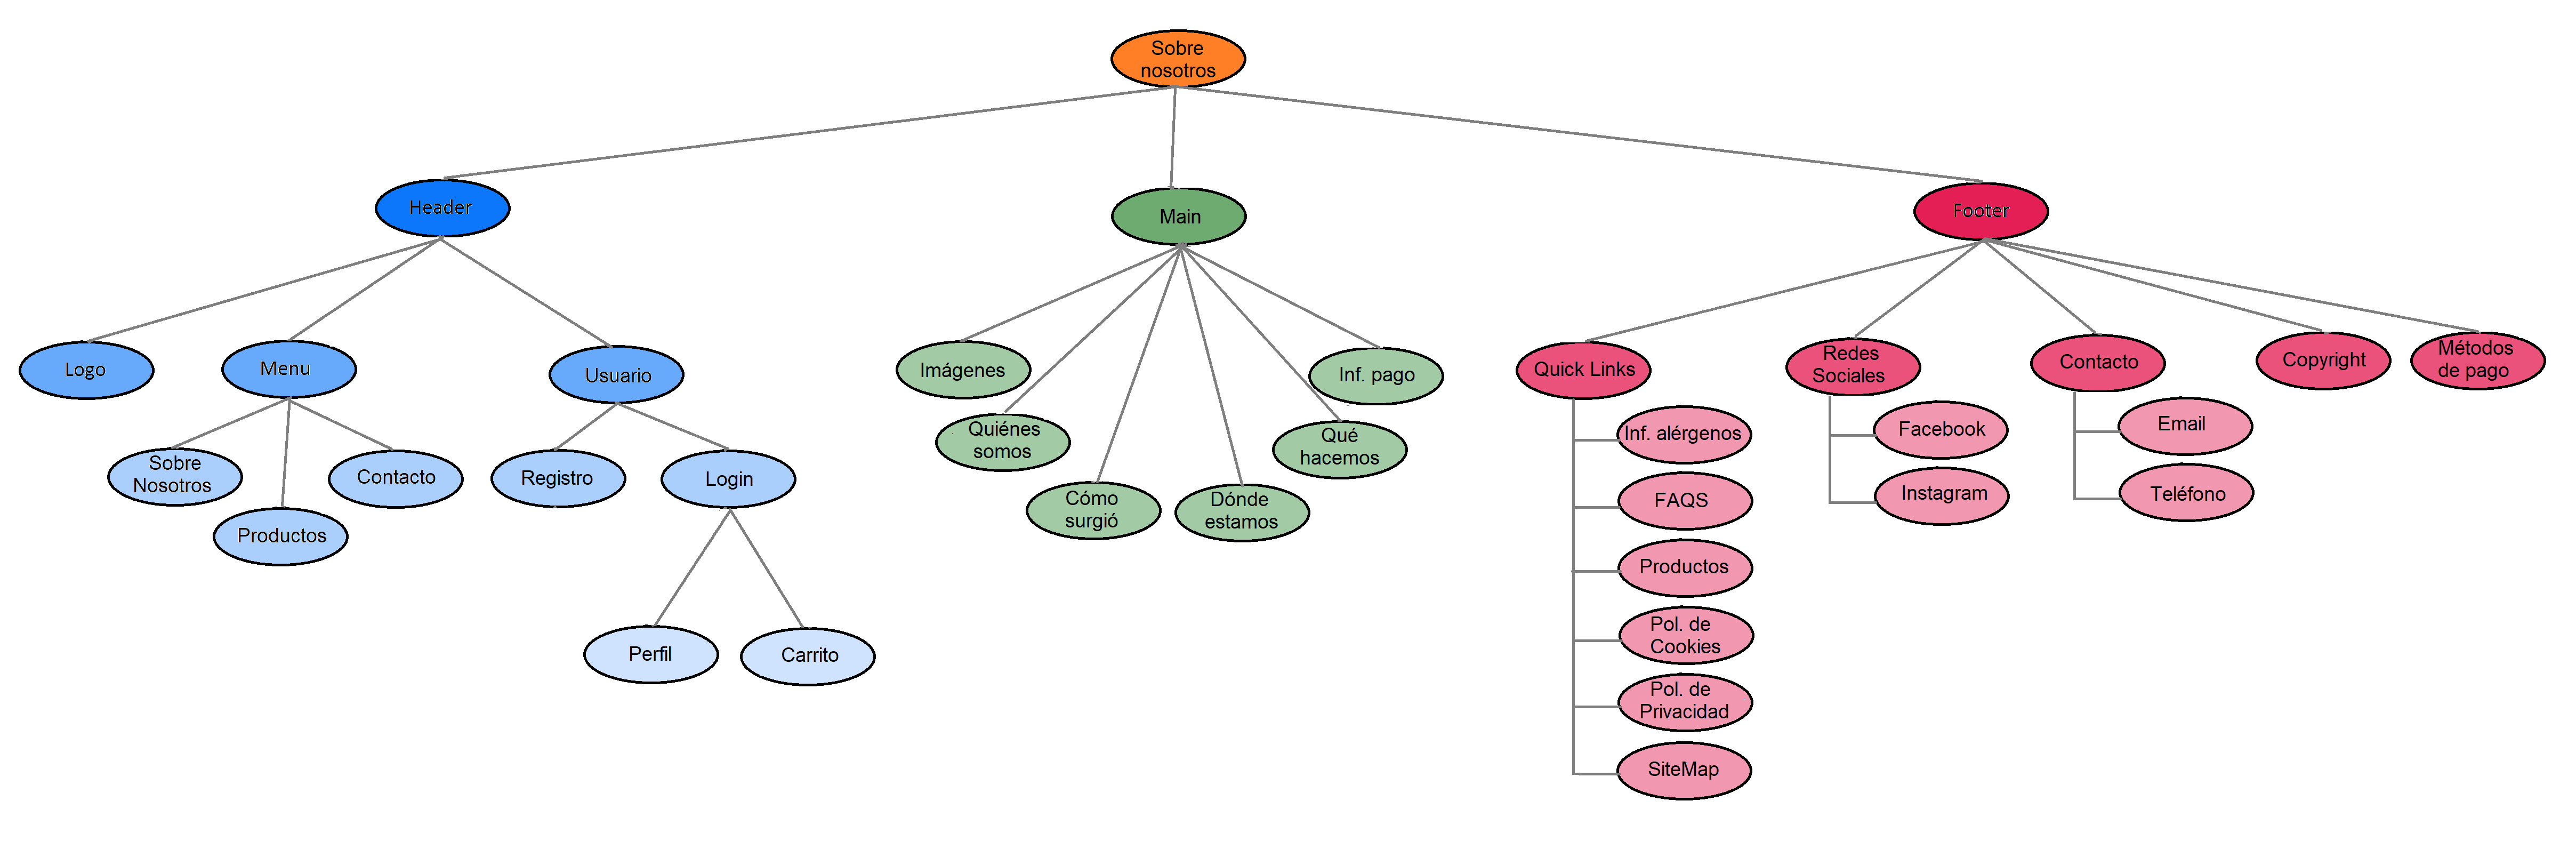 Sobre
nosotros
Header
Main
Footer
Logo
Menu
Usuario
Imágenes
Inf. pago
Quick Links
Redes
Sociales
Contacto
Copyright
Métodos
de pago
Sobre
Nosotros
Productos
Contacto
Registro
Login
Quiénes
somos
Cómo
surgió
Dónde
estamos
Qué
hacemos
Inf. alérgenos
FAQS
Productos
Pol. de
Cookies
Pol. de
Privacidad
SiteMap
Facebook
Instagram
Email
Teléfono
Perfil
Carrito